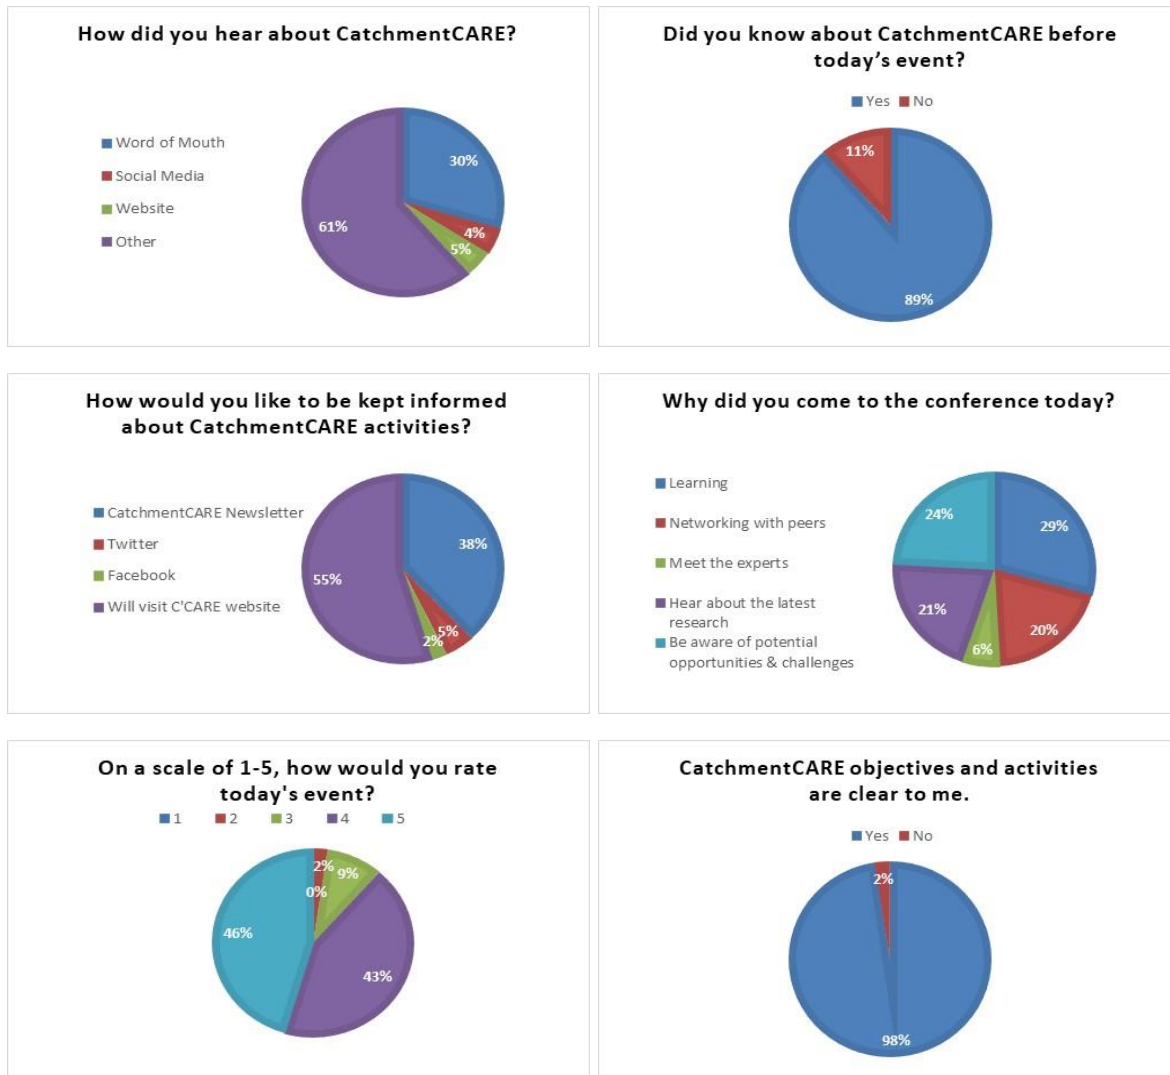 How did you hear about CatchmentCARE?
Word of Mouth
Social Media
Website
Other
30%
4%
5%
61%
Did you know about CatchmentCARE before
today’s event?
Yes No
11%
89%
How would you like to be kept informed
about CatchmentCARE activities?
CatchmentCARE Newsletter
Twitter
Facebook
Will visit C'CARE website
38%
5%
2%
55%
Why did you come to the conference today?
Learning
Networking with peers
Meet the experts
Hear about the latest
research
Be aware of potential
opportunities & challenges
29%
20%
6%
21%
24%
On a scale of 1-5, how would you rate
today's event?
1 2 3 4 5
0%
2%
9%
43%
46%
CatchmentCARE objectives and activities
are clear to me.
Yes No
2%
98%